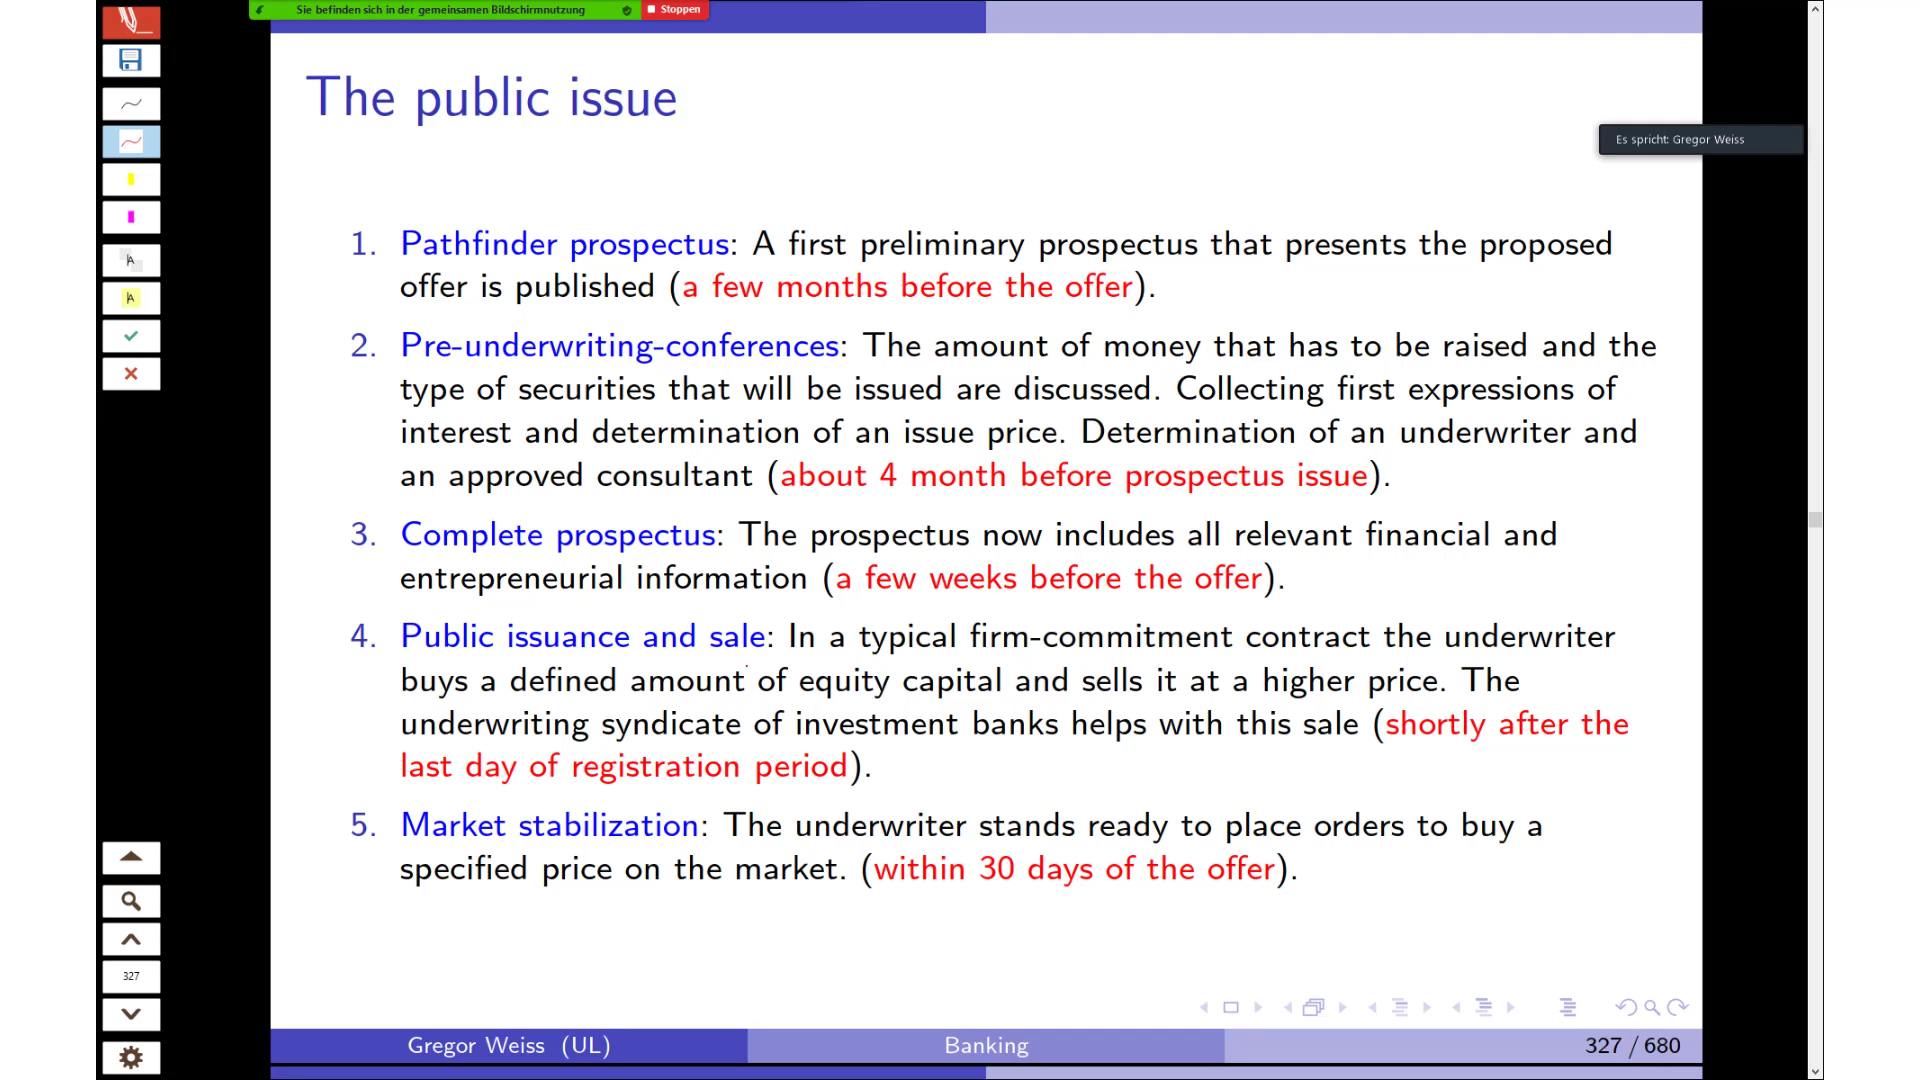 Sie befinden sich in der gemeinsamen Bildschirmnutzung
Stoppen
The public issue
Es spricht: Gregor Weiss
1. Pathfinder prospectus: A first preliminary prospectus that presents the proposed
offer is published (a few months before the offer).
2. Pre-underwriting-conferences: The amount of money that has to be raised and the
type of securities that will be issued are discussed. Collecting first expressions of
interest and determination of an issue price. Determination of an underwriter and
an approved consultant (about 4 month before prospectus issue).
3. Complete prospectus: The prospectus now includes all relevant financial and
entrepreneurial information (a few weeks before the offer).
4. Public issuance and sale: In a typical firm-commitment contract the underwriter
buys a defined amount of equity capital and sells it at a higher price. The
underwriting syndicate of investment banks helps with this sale (shortly after the
last day of registration period).
5. Market stabilization: The underwriter stands ready to place orders to buy a
specified price on the market. (within 30 days of the offer).
A
A
327
Gregor Weiss (UL)
Banking
327 / 680